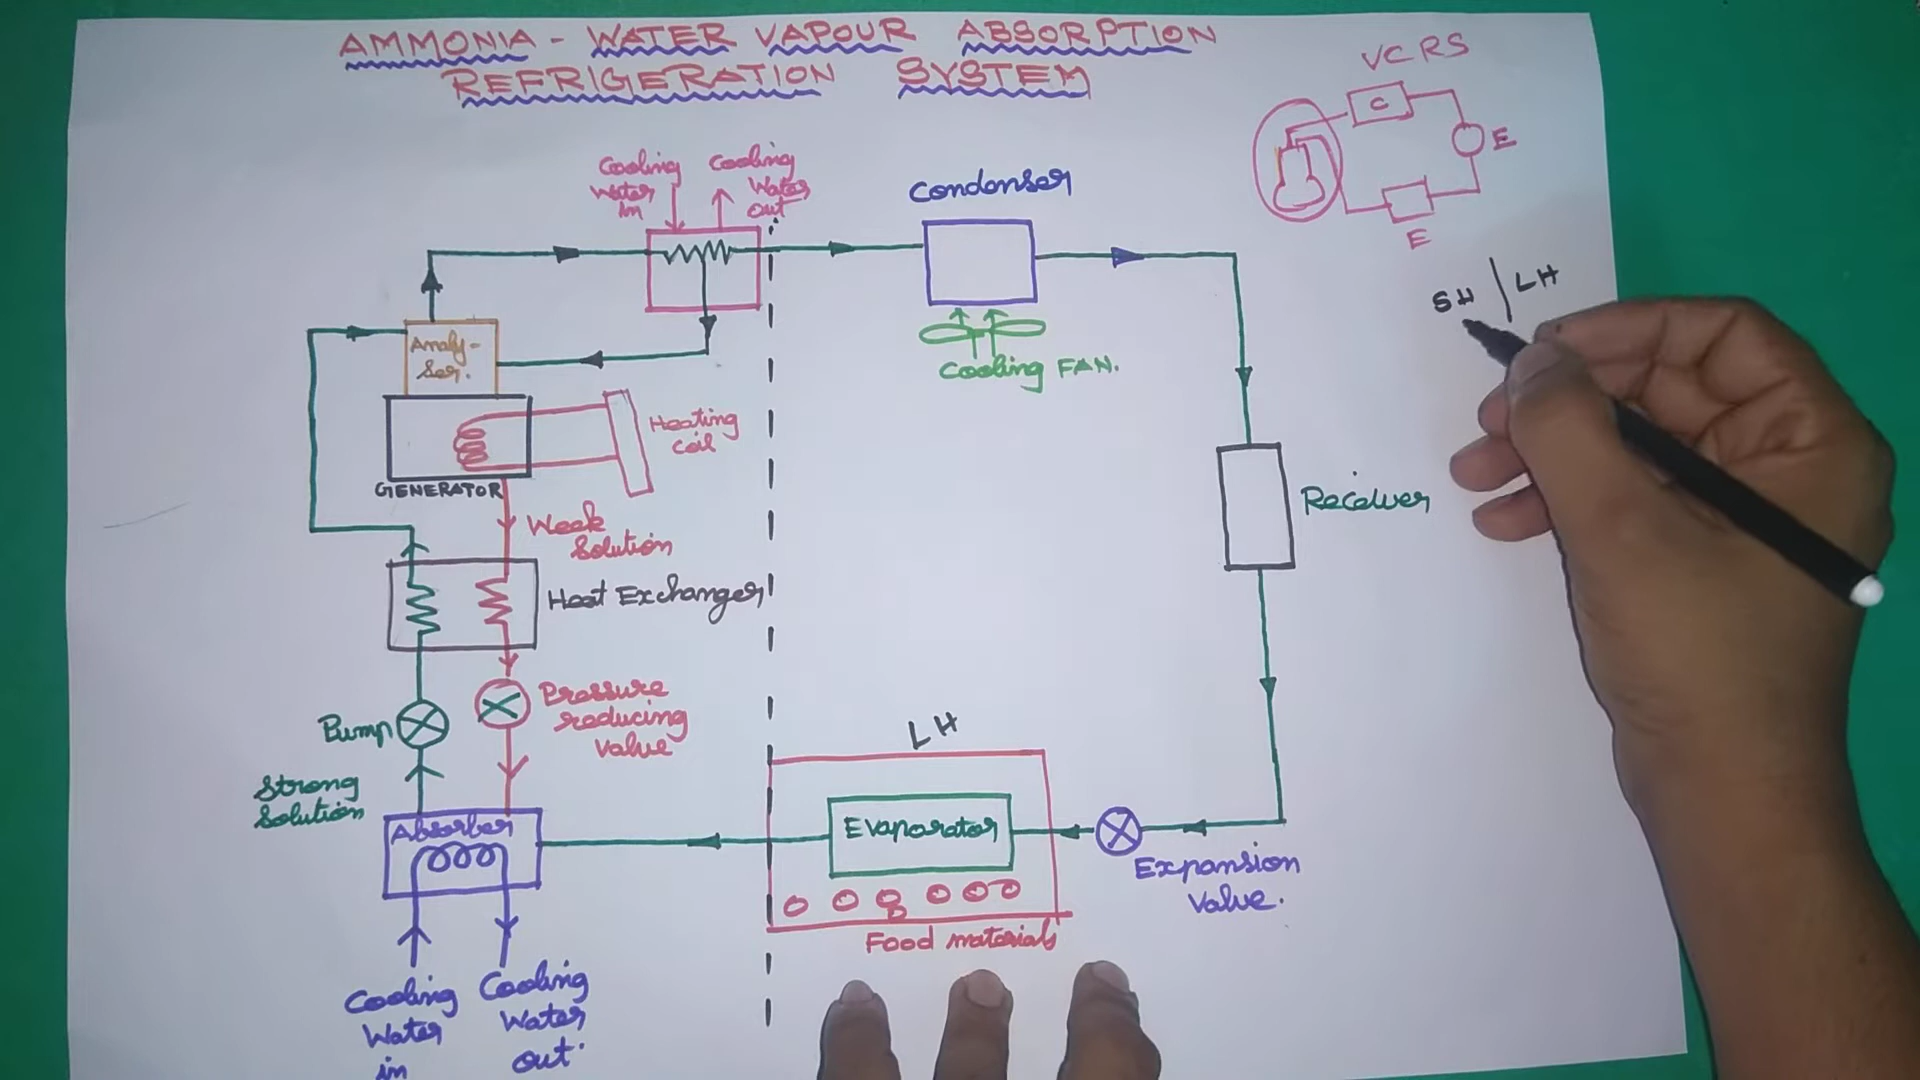 AMMONIA - WATER VAPOUR ABSORPTION
REFRIGERATION SYSTEM
VCRS
C
E
E
SH / LH
Cooling
Water
in
Cooling
Water
out
Condenser
Cooling FAN.
Analy-
ser.
Heating
coil
GENERATOR
Week
Solution
Receiver
Heat Exchanger
Pump
Pressure
reducing
Valve
Strong
Solution
LH
Absorber
Evaporator
Expansion
Valve.
Food materials
Cooling
Water
in
Cooling
Water
out.